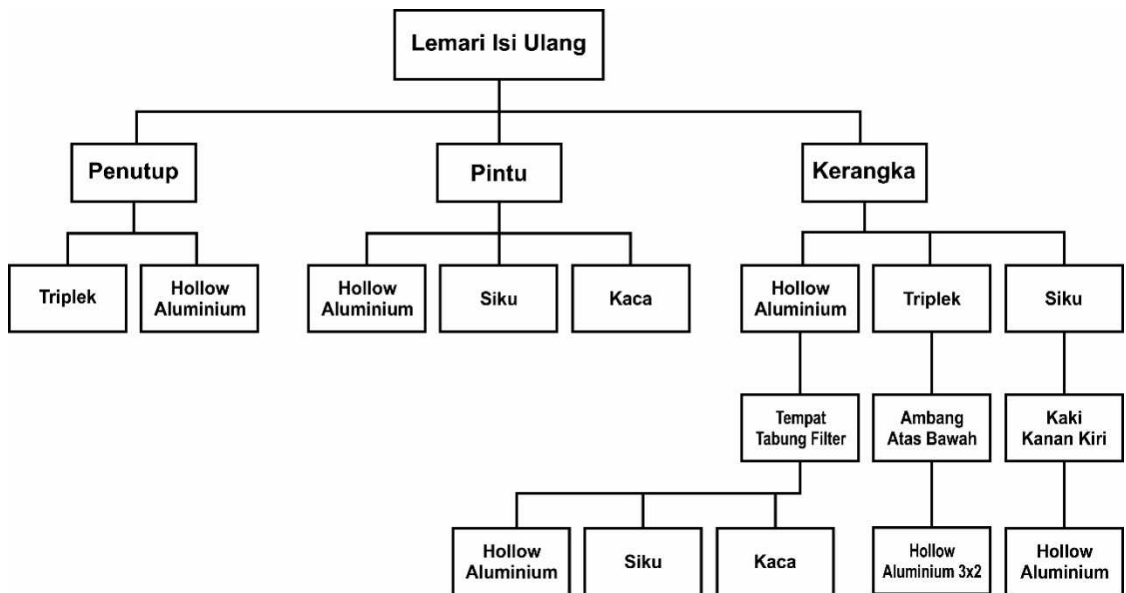 Lemari Isi Ulang
Penutup
Pintu
Kerangka
Triplek
Hollow
Aluminium
Hollow
Aluminium
Siku
Kaca
Hollow
Aluminium
Triplek
Siku
Tempat
Tabung Filter
Ambang
Atas Bawah
Kaki
Kanan Kiri
Hollow
Aluminium
Siku
Kaca
Hollow
Aluminium 3x2
Hollow
Aluminium